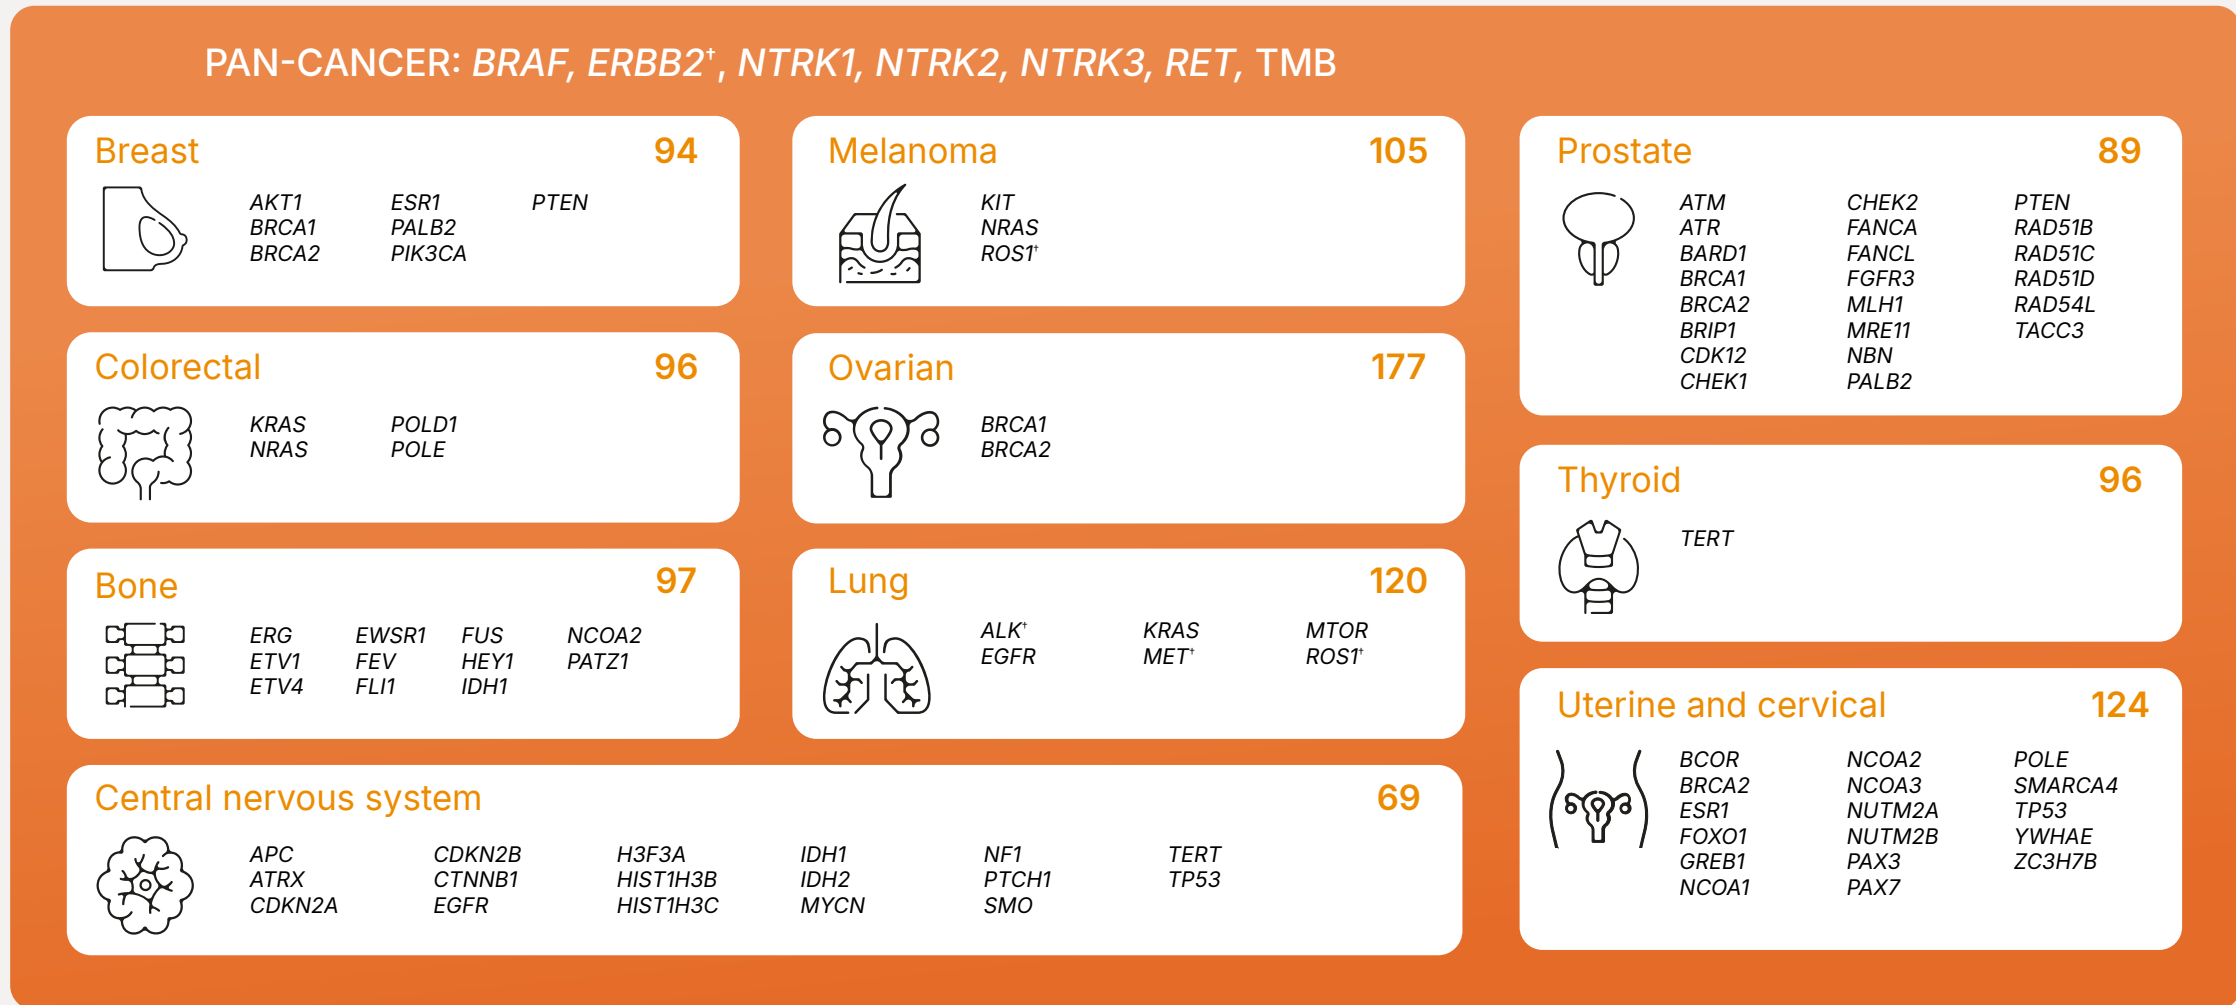 PAN-CANCER: BRAF, ERBB2†, NTRK1, NTRK2, NTRK3, RET, TMB
Breast 94
AKT1 ESR1 PTEN
BRCA1 PALB2
BRCA2 PIK3CA
Colorectal 96
KRAS POLD1
NRAS POLE
Bone 97
ERG EWSR1 FUS NCOA2
ETV1 FEV HEY1 PATZ1
ETV4 FLI1 IDH1
Melanoma 105
KIT
NRAS
ROS1†
Ovarian 177
BRCA1
BRCA2
Lung 120
ALK† KRAS MTOR
EGFR MET† ROS1†
Central nervous system 69
APC CDKN2B H3F3A IDH1 NF1 TERT
ATRX CTNNB1 HIST1H3B IDH2 PTCH1 TP53
CDKN2A EGFR HIST1H3C MYCN SMO
Prostate 89
ATM CHEK2 PTEN
ATR FANCA RAD51B
BARD1 FANCL RAD51C
BRCA1 FGFR3 RAD51D
BRCA2 MLH1 RAD54L
BRIP1 MRE11 TACC3
CDK12 NBN
CHEK1 PALB2
Thyroid 96
TERT
Uterine and cervical 124
BCOR NCOA2 POLE
BRCA2 NCOA3 SMARCA4
ESR1 NUTM2A TP53
FOXO1 NUTM2B YWHAE
GREB1 PAX3 ZC3H7B
NCOA1 PAX7